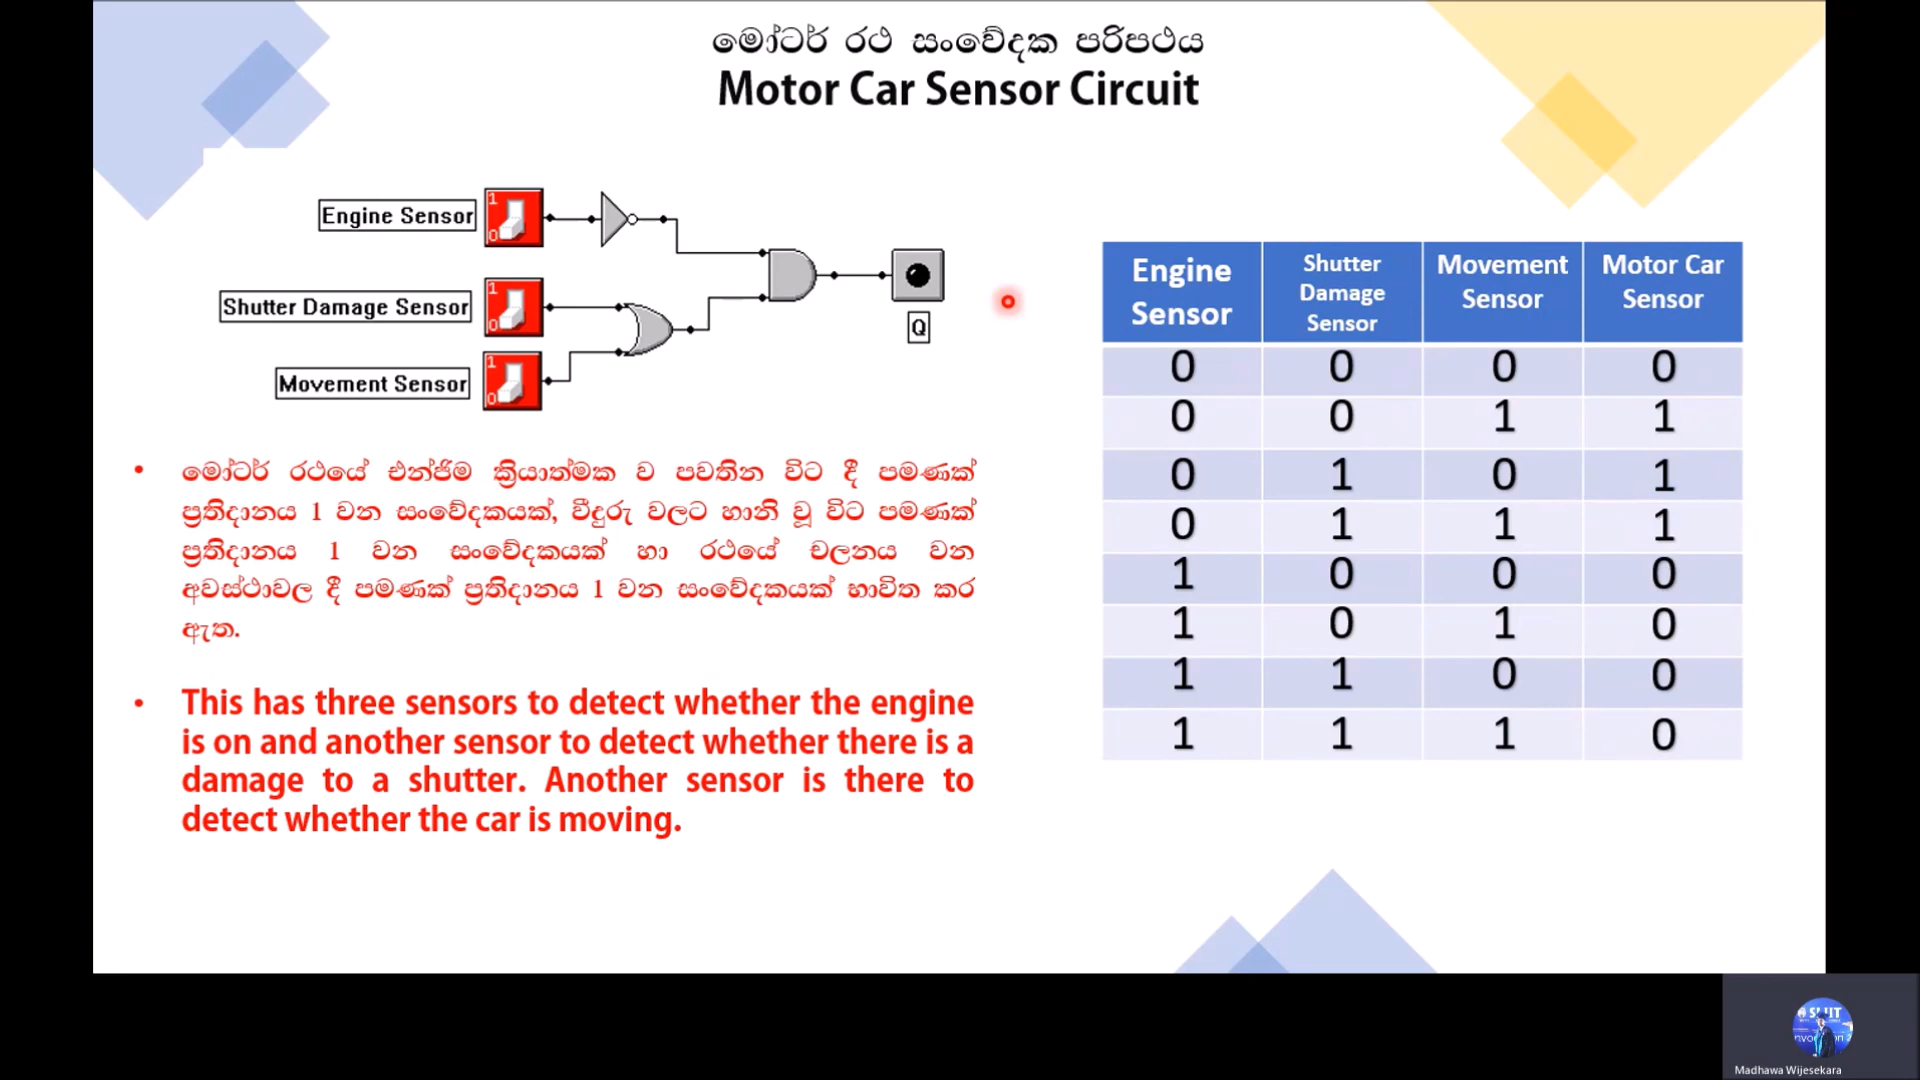 මෝටර් රථ සංවේදක පරිපථය
Motor Car Sensor Circuit
Engine Sensor
1
0
Shutter Damage Sensor
1
0
Movement Sensor
1
0
Q
Engine Sensor Shutter Damage Sensor Movement Sensor Motor Car Sensor
0 0 0 0
0 0 1 1
0 1 0 1
0 1 1 1
1 0 0 0
1 0 1 0
1 1 0 0
1 1 1 0
• මෝටර් රථයේ එන්ජිම ක්‍රියාත්මක ව පවතින විට දී පමණක්
ප්‍රතිදානය 1 වන සංවේදකයක්, වීදුරු වලට හානි වූ විට පමණක්
ප්‍රතිදානය 1 වන සංවේදකයක් හා රථයේ චලනය වන
අවස්ථාවල දී පමණක් ප්‍රතිදානය 1 වන සංවේදකයක් භාවිත කර
ඇත.
• This has three sensors to detect whether the engine
is on and another sensor to detect whether there is a
damage to a shutter. Another sensor is there to
detect whether the car is moving.
Madhawa Wijesekara